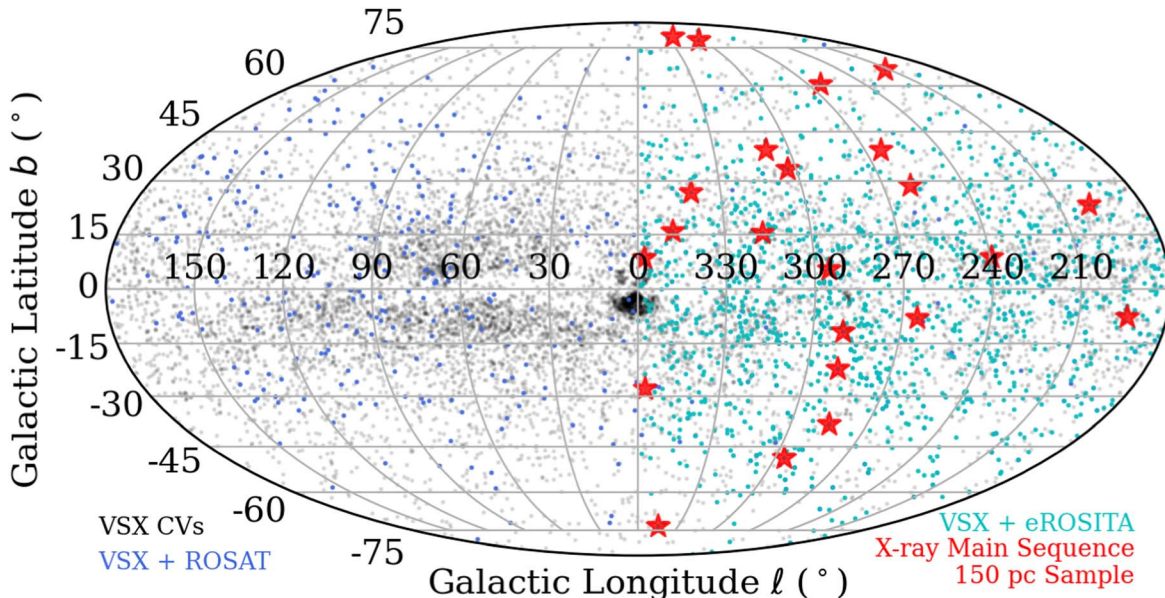 75
60
45
30
15
0
-15
-30
-45
-60
-75
Galactic Latitude b (°)
150 120 90 60 30 0 330 300 270 240 210
VSX CVs
VSX + ROSAT
VSX + eROSITA
X-ray Main Sequence
150 pc Sample
Galactic Longitude ℓ (°)